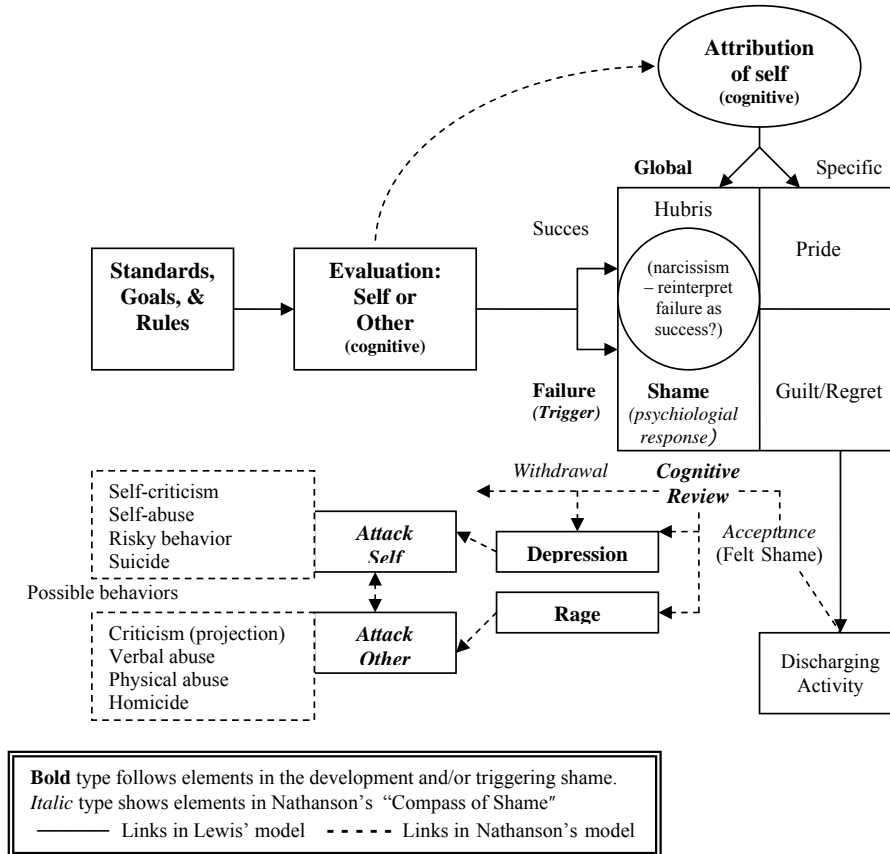 Attribution
of self
(cognitive)
Global
Specific
Hubris
Succes
Pride
Standards,
Goals, &
Rules
Evaluation:
Self or
Other
(cognitive)
(narcissism
– reinterpret
failure as
success?)
Failure
(Trigger)
Shame
(psychiologial
response)
Guilt/Regret
Withdrawal
Cognitive
Review
Self-criticism
Self-abuse
Risky behavior
Suicide
Attack
Self
Depression
Acceptance
(Felt Shame)
Possible behaviors
Rage
Criticism (projection)
Verbal abuse
Physical abuse
Homicide
Attack
Other
Discharging
Activity
Bold type follows elements in the development and/or triggering shame.
Italic type shows elements in Nathanson's “Compass of Shame”
Links in Lewis' model
Links in Nathanson's model